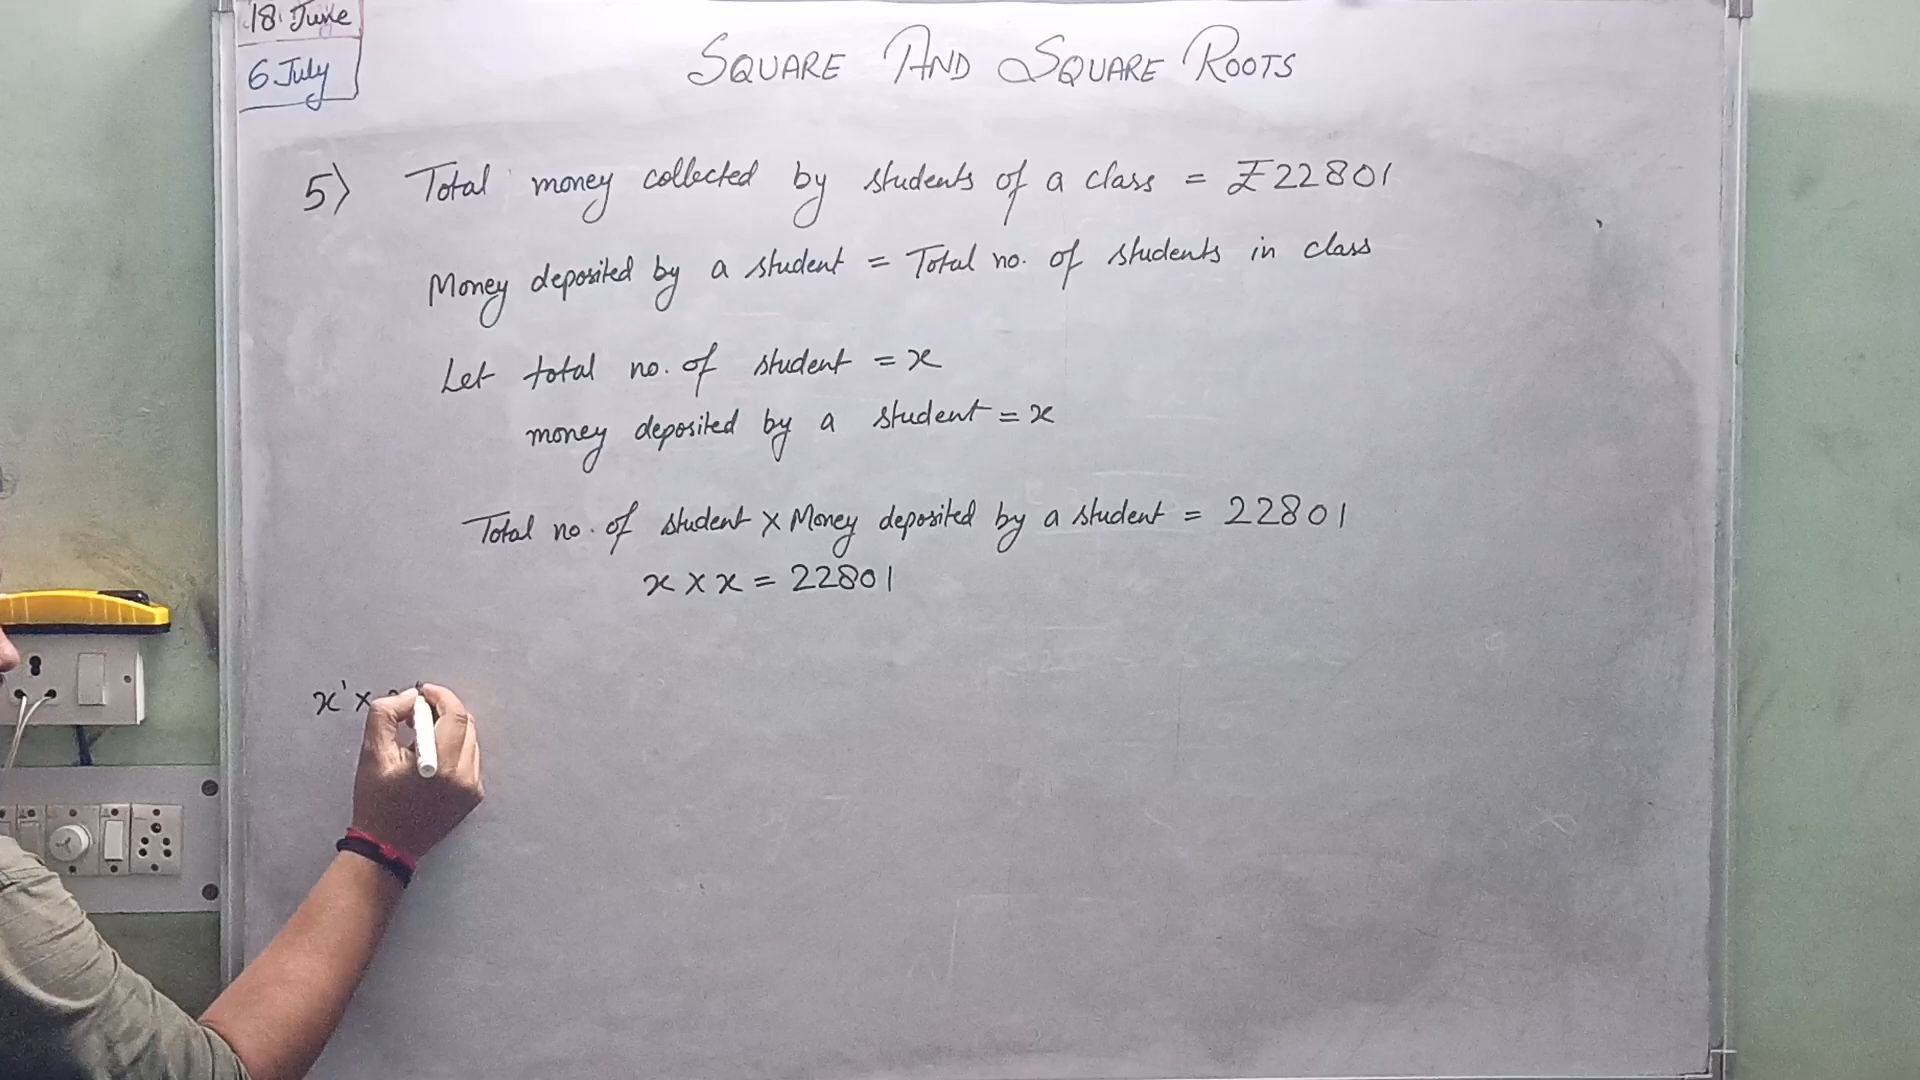 18 June
6 July
SQUARE AND SQUARE ROOTS
5) Total money collected by students of a class = ₹22801
Money deposited by a student = Total no. of students in class
Let total no. of student = x
money deposited by a student = x
Total no. of student x Money deposited by a student = 22801
x × x = 22801
x¹ ×